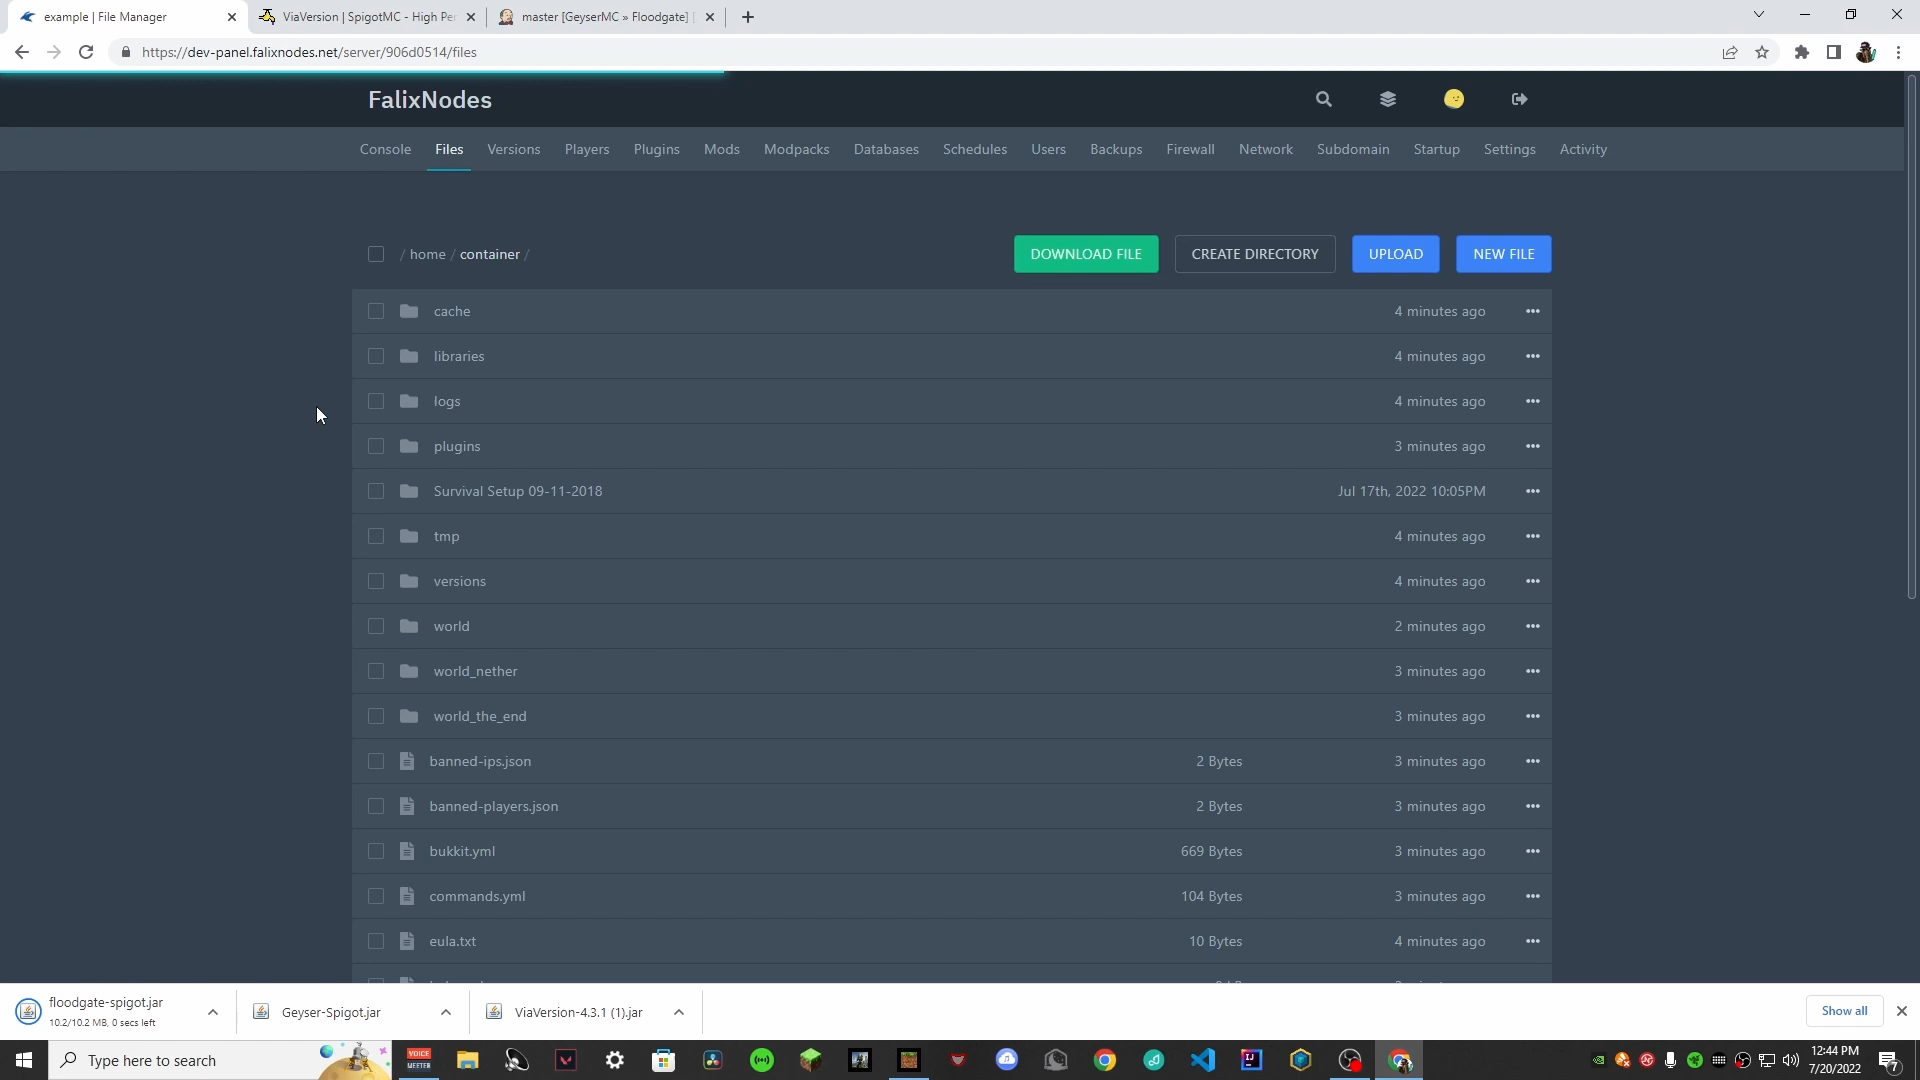 example | File Manager
ViaVersion | SpigotMC - High Per
master [GeyserMC » Floodgate] [
https://dev-panel.falixnodes.net/server/906d0514/files
FalixNodes
Console Files Versions Players Plugins Mods Modpacks Databases Schedules Users Backups Firewall Network Subdomain Startup Settings Activity
/ home / container /
DOWNLOAD FILE CREATE DIRECTORY UPLOAD NEW FILE
cache 4 minutes ago
libraries 4 minutes ago
logs 4 minutes ago
plugins 3 minutes ago
Survival Setup 09-11-2018 Jul 17th, 2022 10:05PM
tmp 4 minutes ago
versions 4 minutes ago
world 2 minutes ago
world_nether 3 minutes ago
world_the_end 3 minutes ago
banned-ips.json 2 Bytes 3 minutes ago
banned-players.json 2 Bytes 3 minutes ago
bukkit.yml 669 Bytes 3 minutes ago
commands.yml 104 Bytes 3 minutes ago
eula.txt 10 Bytes 4 minutes ago
floodgate-spigot.jar
10.2/10.2 MB, 0 secs left
Geyser-Spigot.jar
ViaVersion-4.3.1 (1).jar
Show all
Type here to search
VOICE
MEETER
12:44 PM
7/20/2022
7